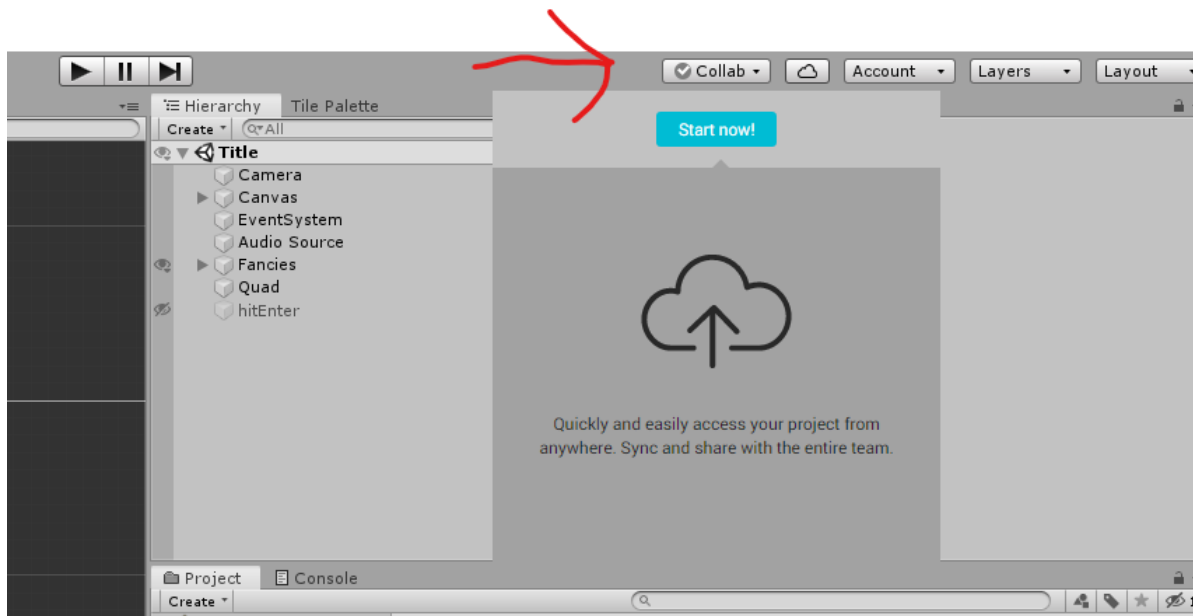 Collab Account Layers Layout
Hierarchy Tile Palette
Create All
Start now!
Title
Camera
Canvas
EventSystem
Audio Source
Fancies
Quad
hitEnter
Quickly and easily access your project from
anywhere. Sync and share with the entire team.
Project Console
Create